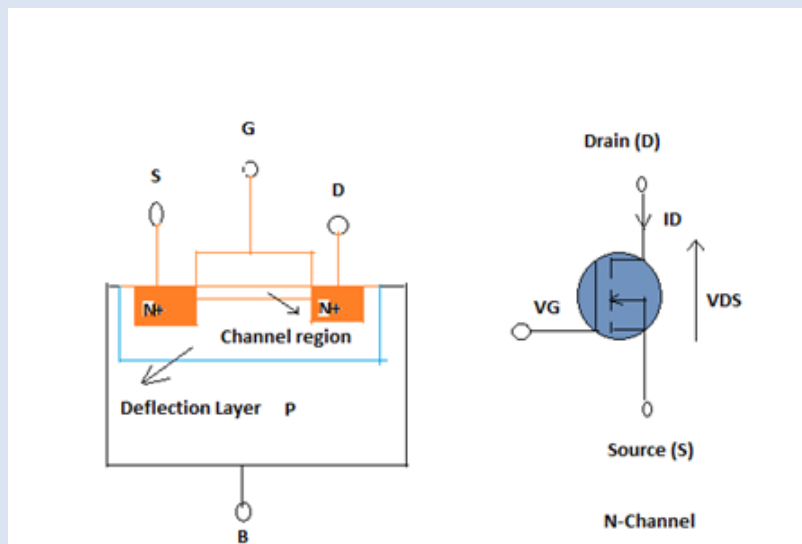 G
S
D
N+
N+
Channel region
Deflection Layer P
B
Drain (D)
ID
VG
VDS
Source (S)
N-Channel